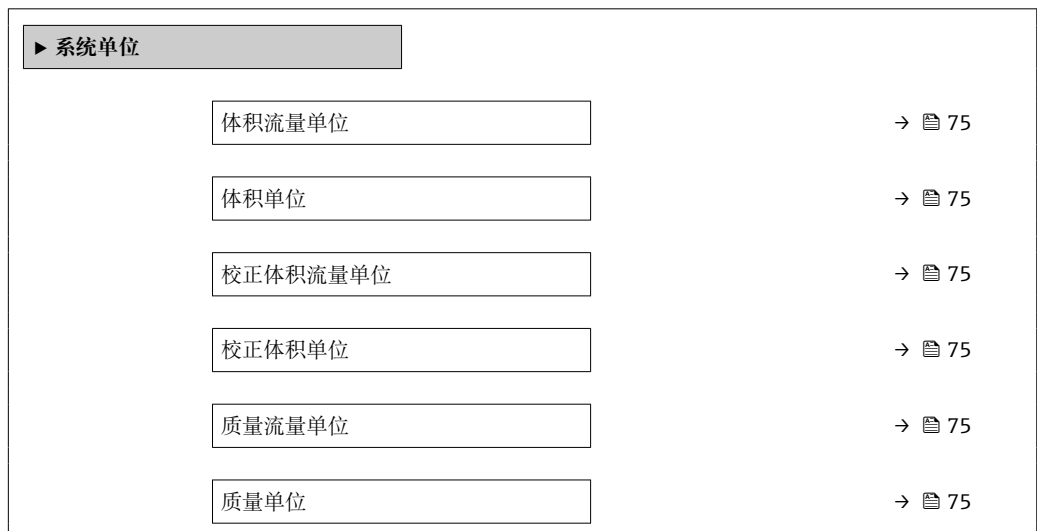 ▶ 系统单位
体积流量单位 → 75
体积单位 → 75
校正体积流量单位 → 75
校正体积单位 → 75
质量流量单位 → 75
质量单位 → 75